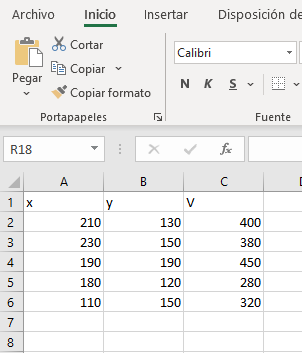 Archivo Inicio Insertar Disposición de
Cortar
Copiar
Pegar
Copiar formato
Portapapeles
Calibri
N K S
Fuente
R18 fx
A B C
1 x y V
2 210 130 400
3 230 150 380
4 190 190 450
5 180 120 280
6 110 150 320
7
8